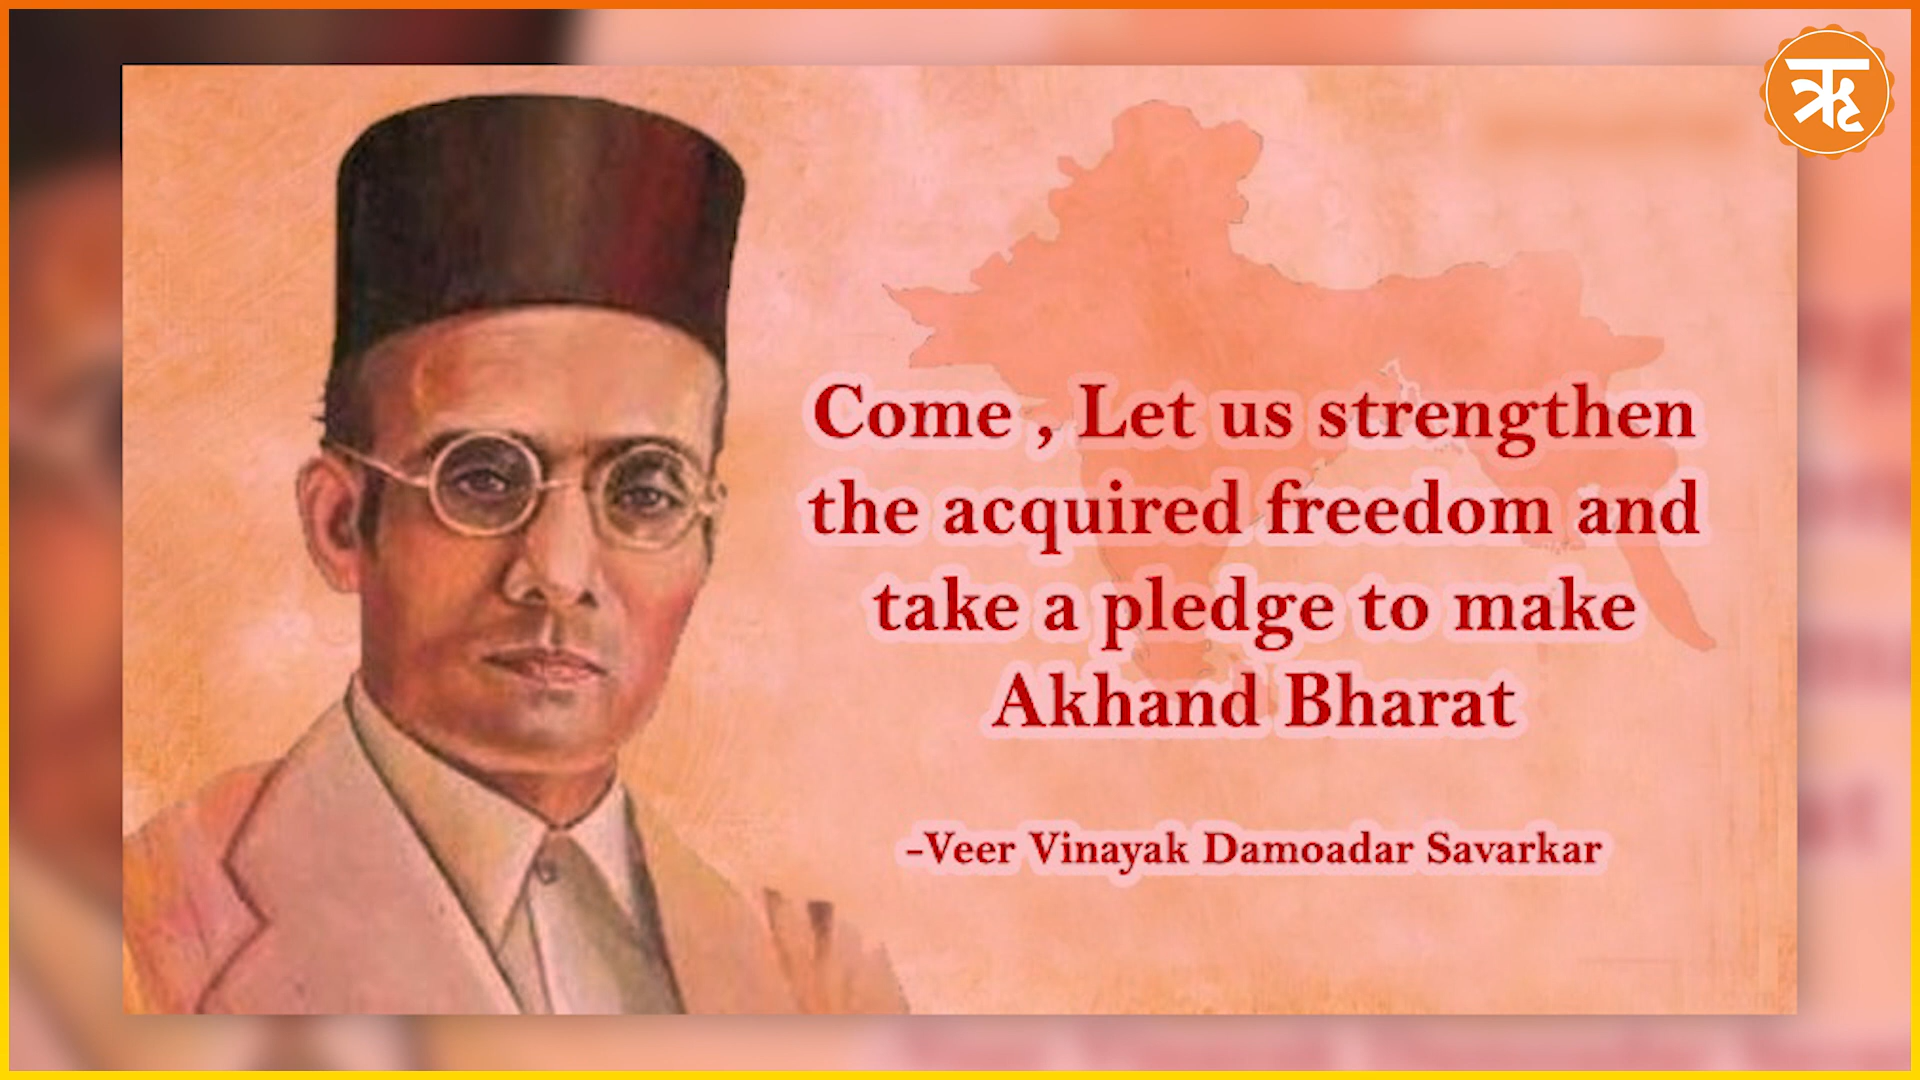 ऋ
Come , Let us strengthen
the acquired freedom and
take a pledge to make
Akhand Bharat
-Veer Vinayak Damoadar Savarkar